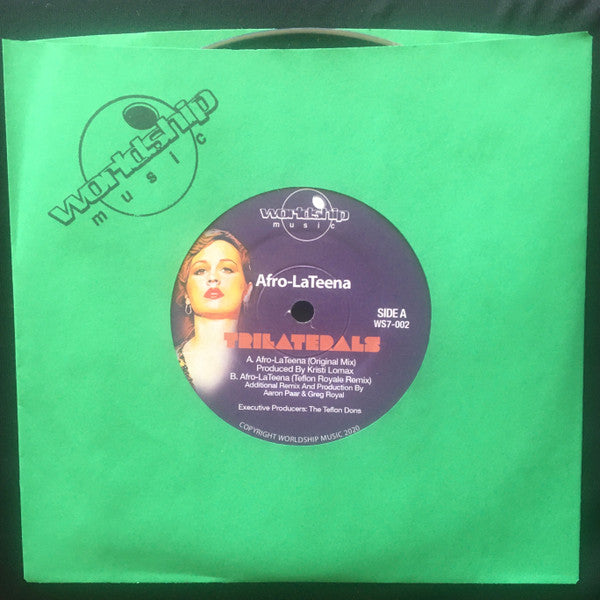 worldship
music
worldship
music
Afro-LaTeena
SIDE A
WS7-002
TRILATERALS
A. Afro-LaTeena (Original Mix)
Produced By Kristi Lomax
B. Afro-LaTeena (Teflon Royale Remix)
Additional Remix And Production By
Aaron Paar & Greg Royal
Executive Producers: The Teflon Dons
COPYRIGHT WORLDSHIP MUSIC 2020